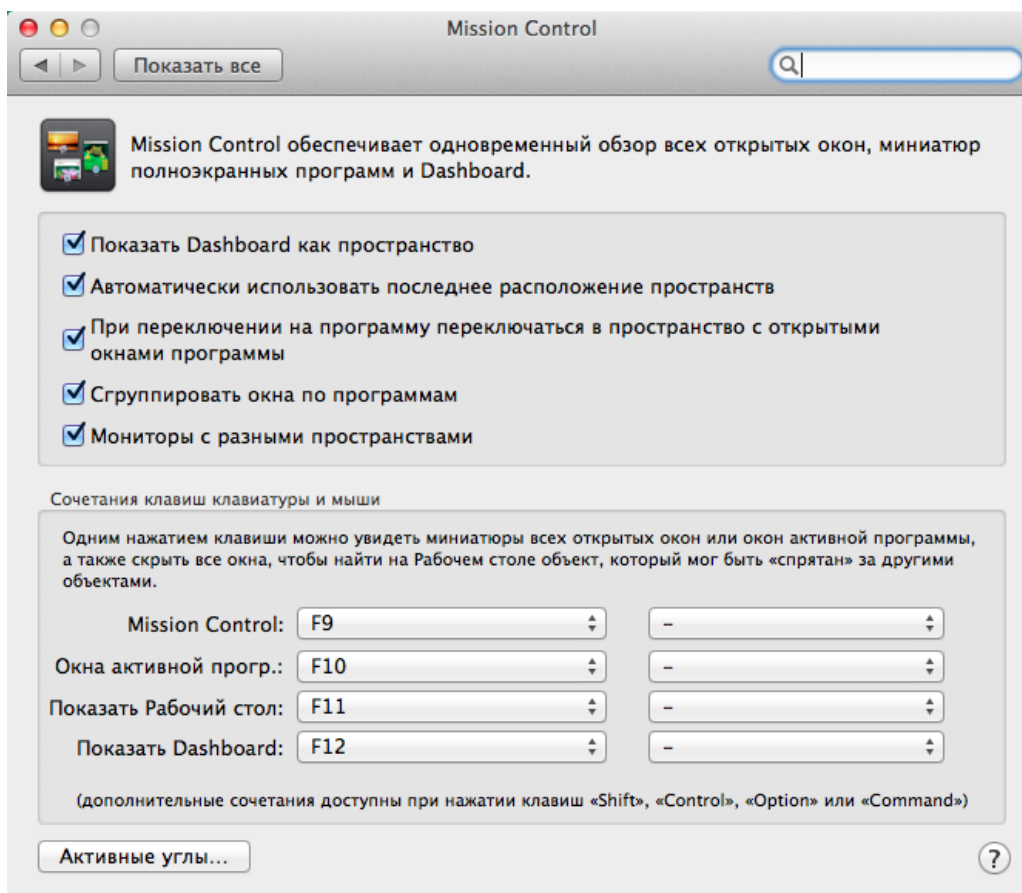 Mission Control
Показать все
Mission Control обеспечивает одновременный обзор всех открытых окон, миниатюр
полноэкранных программ и Dashboard.
Показать Dashboard как пространство
Автоматически использовать последнее расположение пространств
При переключении на программу переключаться в пространство с открытыми
окнами программы
Сгруппировать окна по программам
Мониторы с разными пространствами
Сочетания клавиш клавиатуры и мыши
Одним нажатием клавиши можно увидеть миниатюры всех открытых окон или окон активной программы,
а также скрыть все окна, чтобы найти на Рабочем столе объект, который мог быть «спрятан» за другими
объектами.
Mission Control: F9 –
Окна активной прогр.: F10 –
Показать Рабочий стол: F11 –
Показать Dashboard: F12 –
(дополнительные сочетания доступны при нажатии клавиш «Shift», «Control», «Option» или «Command»)
Активные углы... ?